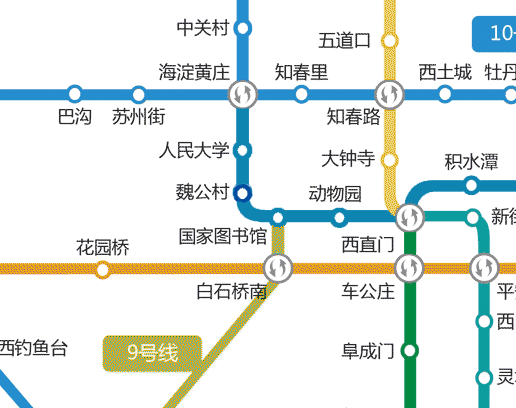 中关村
五道口
10
海淀黄庄
知春里
西土城
牡丹
巴沟
苏州街
知春路
人民大学
大钟寺
积水潭
魏公村
动物园
新街
国家图书馆
西直门
花园桥
白石桥南
车公庄
平
西
西钓鱼台
9号线
阜成门
灵